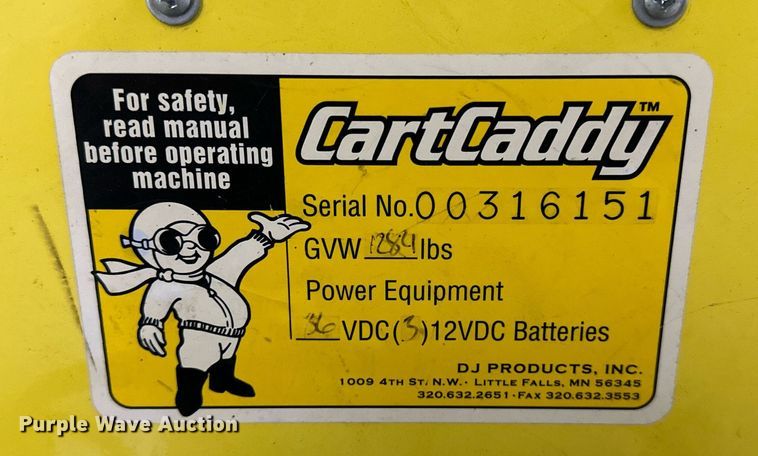 For safety,
read manual
before operating
machine
CartCaddy™
Serial No. 00316151
GVW 1284 lbs
Power Equipment
36 VDC (3) 12VDC Batteries
DJ PRODUCTS, INC.
1009 4TH ST. N.W. · LITTLE FALLS, MN 56345
320.632.2651 · FAX 320.632.3553
Purple Wave Auction